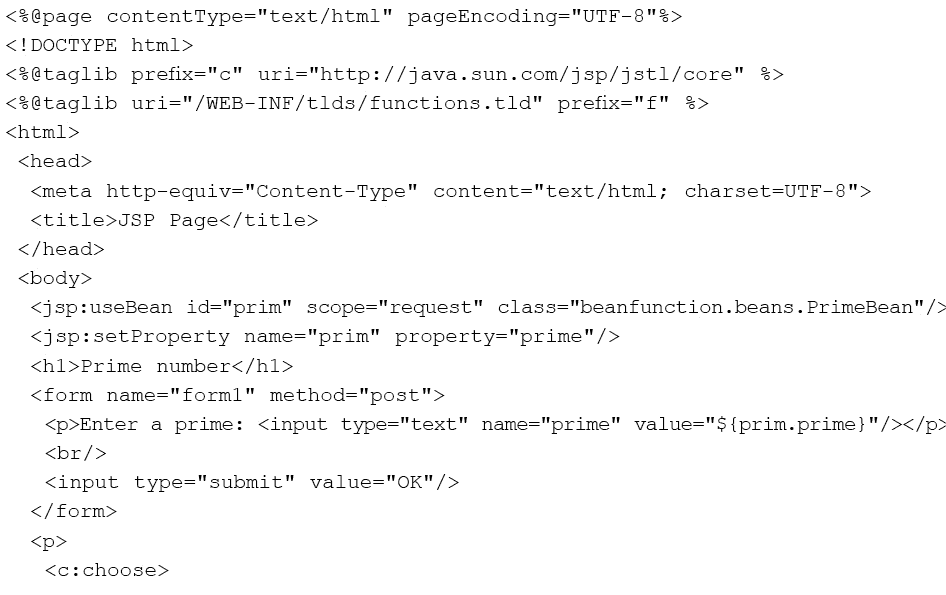 <%@page contentType="text/html" pageEncoding="UTF-8"%>
<!DOCTYPE html>
<%@taglib prefix="c" uri="http://java.sun.com/jsp/jstl/core" %>
<%@taglib uri="/WEB-INF/tlds/functions.tld" prefix="f" %>
<html>
 <head>
  <meta http-equiv="Content-Type" content="text/html; charset=UTF-8">
  <title>JSP Page</title>
 </head>
 <body>
  <jsp:useBean id="prim" scope="request" class="beanfunction.beans.PrimeBean"/>
  <jsp:setProperty name="prim" property="prime"/>
  <h1>Prime number</h1>
  <form name="form1" method="post">
   <p>Enter a prime: <input type="text" name="prime" value="${prim.prime}"/></p>
   <br/>
   <input type="submit" value="OK"/>
  </form>
  <p>
   <c:choose>